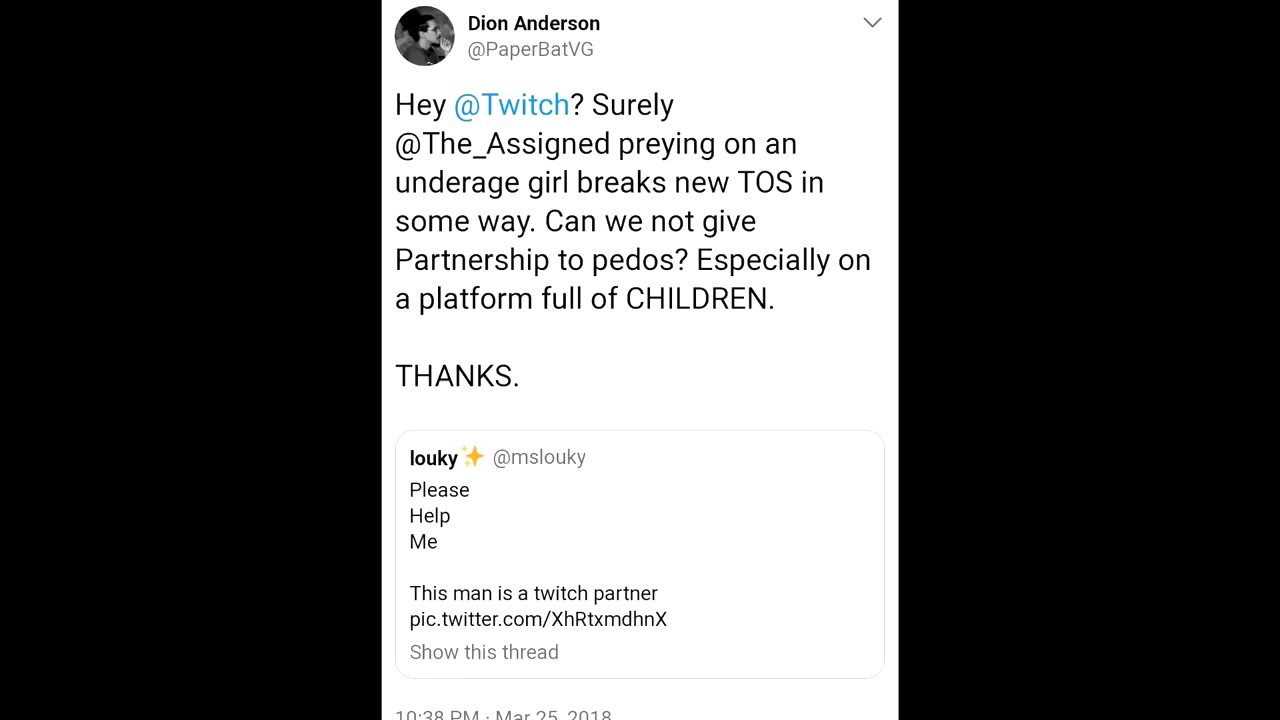 Dion Anderson
@PaperBatVG
Hey @Twitch? Surely
@The_Assigned preying on an
underage girl breaks new TOS in
some way. Can we not give
Partnership to pedos? Especially on
a platform full of CHILDREN.
THANKS.
louky✨ @mslouky
Please
Help
Me
This man is a twitch partner
pic.twitter.com/XhRtxmdhnX
Show this thread
10:38 PM · Mar 25, 2018